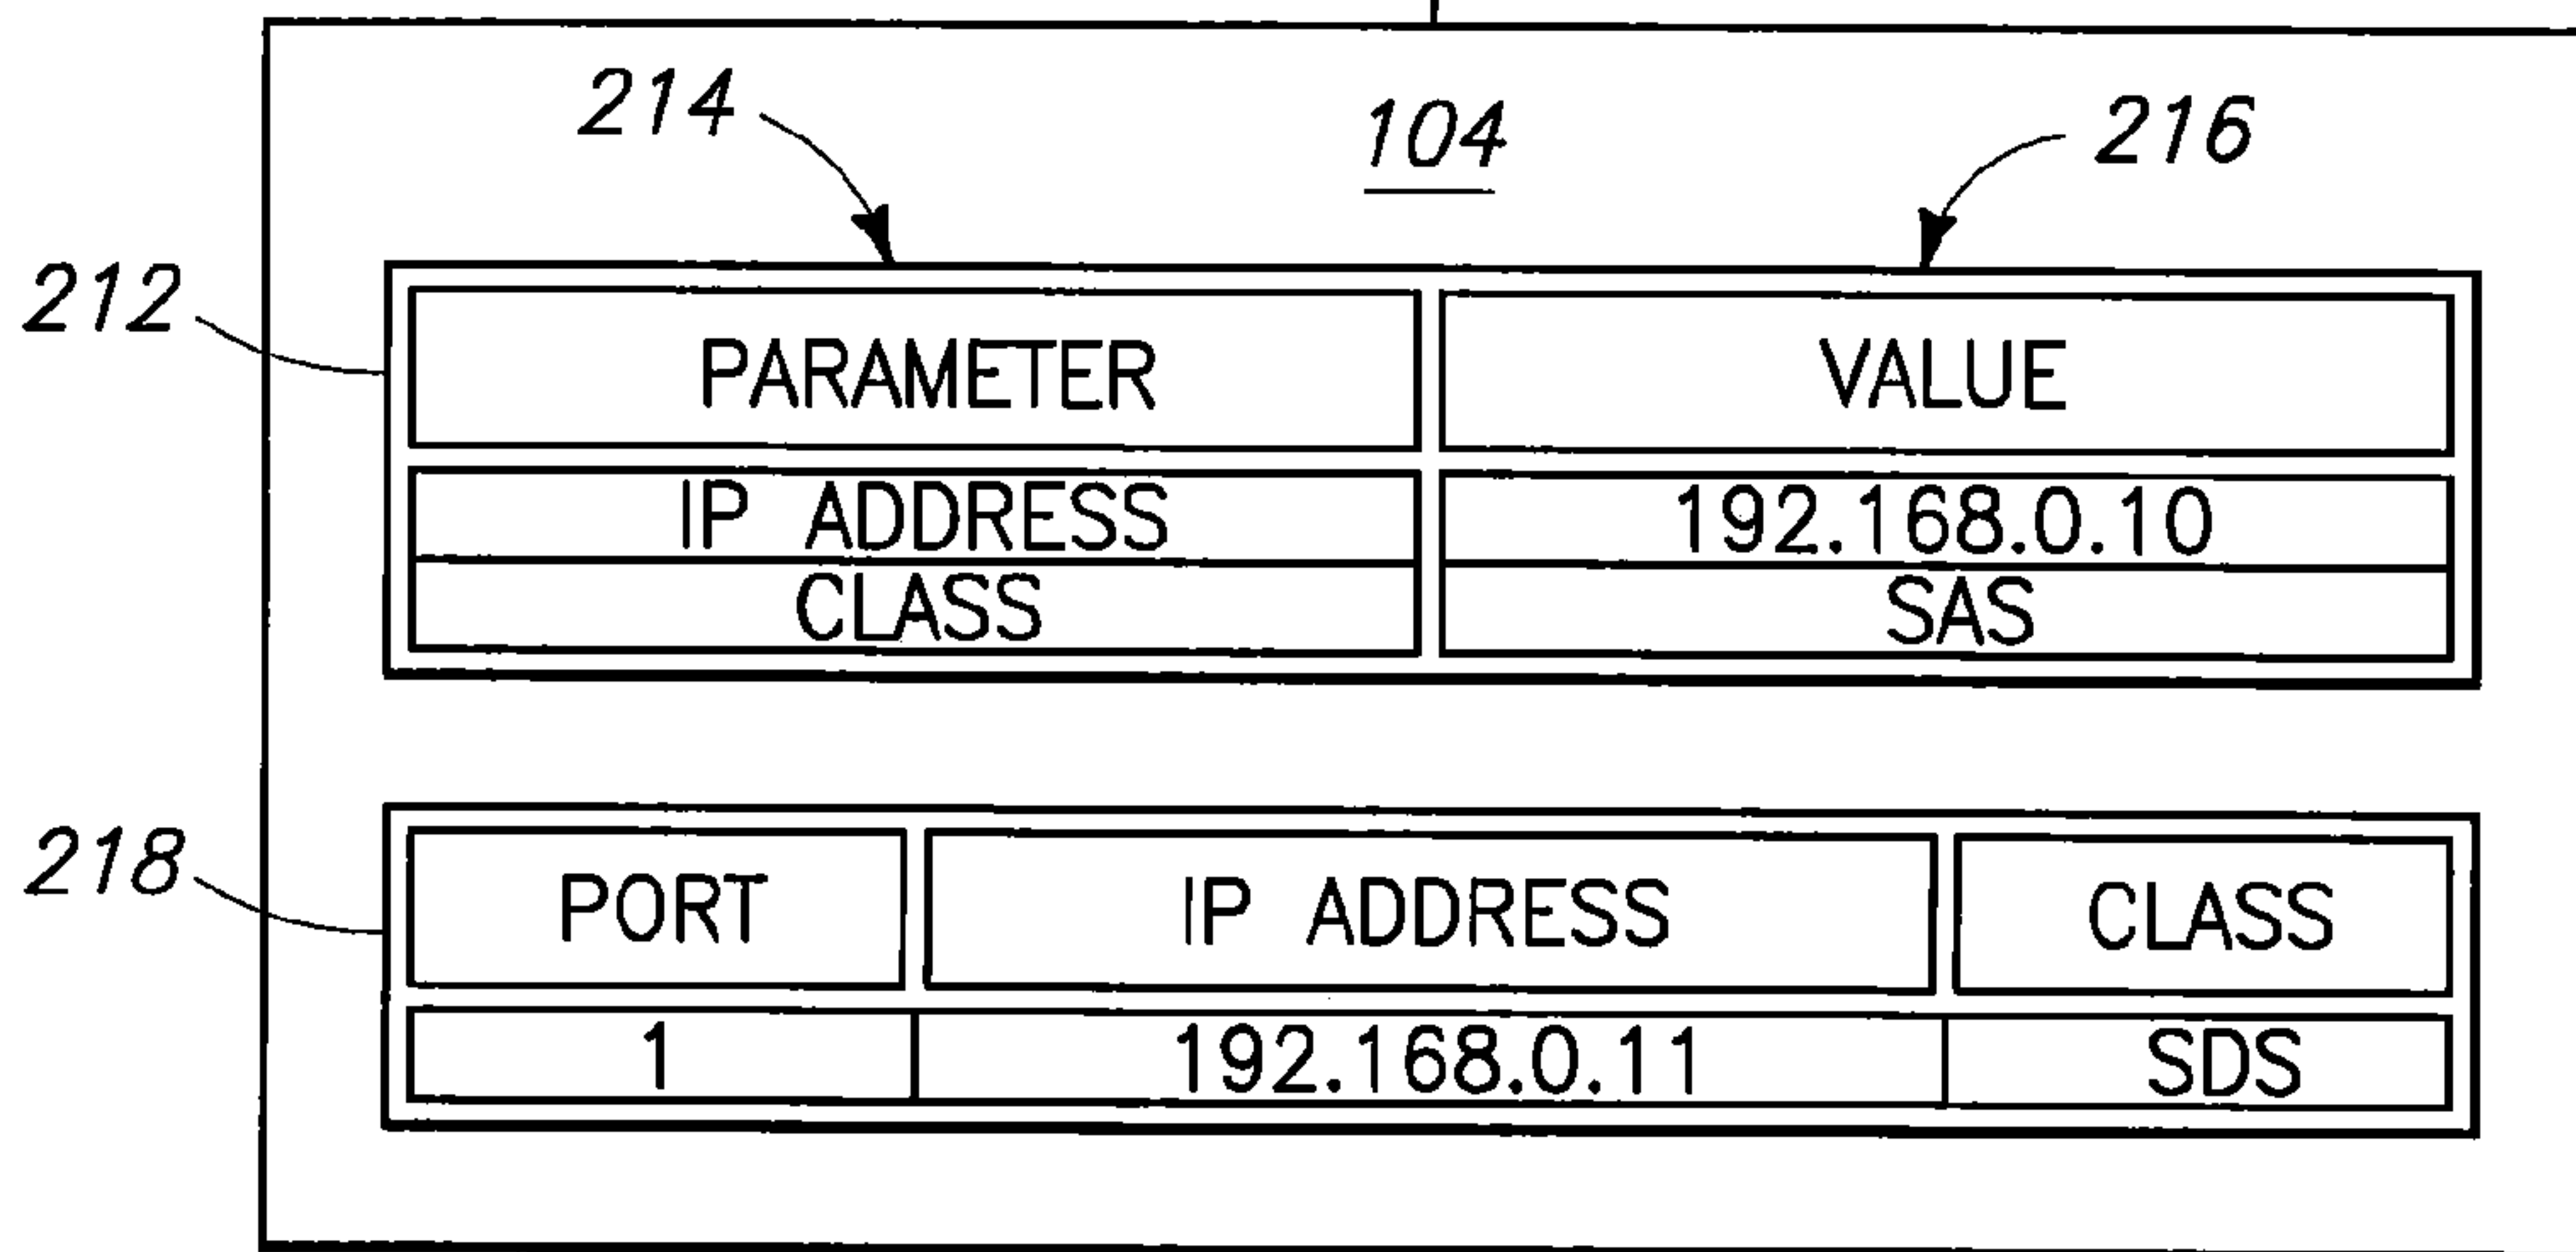 214
104
216
212
PARAMETER VALUE
IP ADDRESS 192.168.0.10
CLASS SAS
218
PORT IP ADDRESS CLASS
1 192.168.0.11 SDS